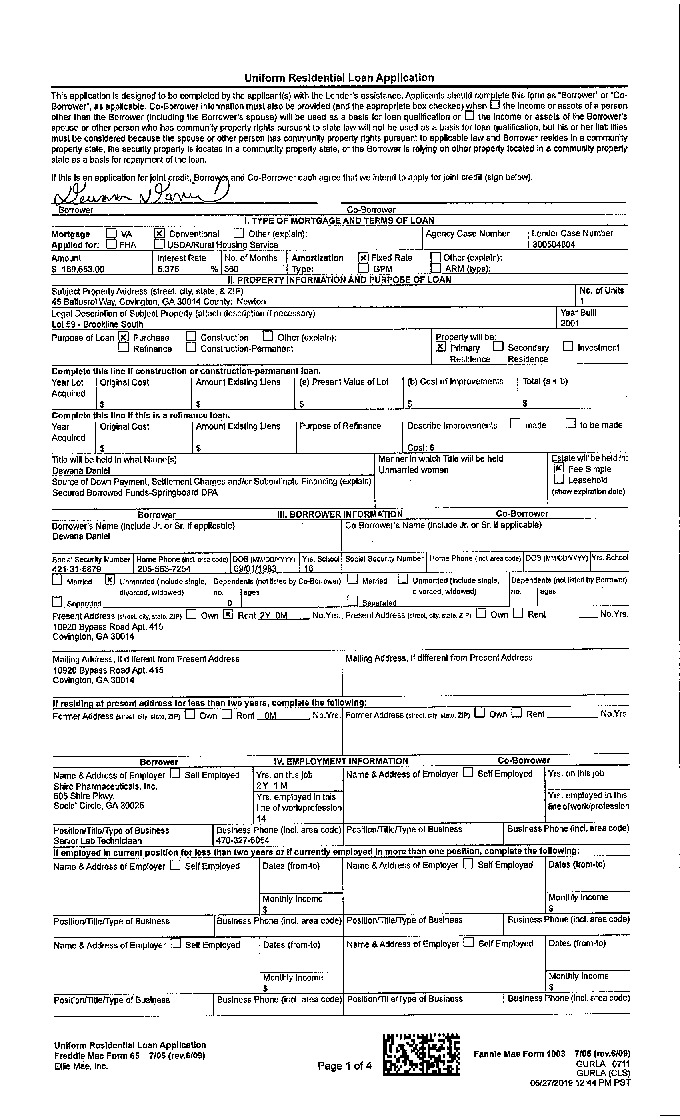 Uniform Residential Loan Application
This application is designed to be completed by the applicant(s) with the Lender's assistance. Applicants should complete this form as "Borrower" or "Co-
Borrower", as applicable. Co-Borrower information must also be provided (and the appropriate box checked) when the income or assets of a person
other than the Borrower (including the Borrower's spouse) will be used as a basis for loan qualification or the income or assets of the Borrower's
spouse or other person who has community property rights pursuant to state law will not be used as a basis for loan qualification, but his or her liabilities
must be considered because the spouse or other person has community property rights pursuant to applicable law and Borrower resides in a community
property state, the security property is located in a community property state, or the Borrower is relying on other property located in a community property
state as a basis for repayment of the loan.
If this is an application for joint credit, Borrower and Co-Borrower each agree that we intend to apply for joint credit (sign below).
Borrower Co-Borrower
I. TYPE OF MORTGAGE AND TERMS OF LOAN
Mortgage VA Conventional Other (explain): Agency Case Number Lender Case Number
Applied for: FHA USDA/Rural Housing Service 300504804
Amount Interest Rate No. of Months Amortization Fixed Rate Other (explain):
$ 169,653.00 5.375 % 360 Type: GPM ARM (type):
II. PROPERTY INFORMATION AND PURPOSE OF LOAN
Subject Property Address (street, city, state, & ZIP) No. of Units
45 Baltusrol Way, Covington, GA 30014 County: Newton 1
Legal Description of Subject Property (attach description if necessary) Year Built
Lot 59 - Brookline South 2001
Purpose of Loan Purchase Construction Other (explain): Property will be:
Refinance Construction-Permanent Primary Residence Secondary Residence Investment
Complete this line if construction or construction-permanent loan.
Year Lot Acquired Original Cost Amount Existing Liens (a) Present Value of Lot (b) Cost of Improvements Total (a + b)
$ $ $ $ $
Complete this line if this is a refinance loan.
Year Acquired Original Cost Amount Existing Liens Purpose of Refinance Describe Improvements made to be made
$ $ Cost: $
Title will be held in what Name(s) Manner in which Title will be held Estate will be held in:
Dewana Daniel Unmarried woman Fee Simple
Source of Down Payment, Settlement Charges and/or Subordinate Financing (explain) Leasehold
Secured Borrowed Funds-Springboard DPA (show expiration date)
Borrower III. BORROWER INFORMATION Co-Borrower
Borrower's Name (include Jr. or Sr. if applicable) Co-Borrower's Name (include Jr. or Sr. if applicable)
Dewana Daniel
Social Security Number Home Phone (incl. area code) DOB (MM/DD/YYYY) Yrs. School Social Security Number Home Phone (incl. area code) DOB (MM/DD/YYYY) Yrs. School
421-31-6879 205-563-7254 09/01/1983 16
Married Unmarried (include single, divorced, widowed) Dependents (not listed by Co-Borrower) Married Unmarried (include single, divorced, widowed) Dependents (not listed by Borrower)
Separated no. 0 ages Separated no. ages
Present Address (street, city, state, ZIP) Own Rent 2Y 0M No. Yrs. Present Address (street, city, state, ZIP) Own Rent No. Yrs.
10920 Bypass Road Apt. 415
Covington, GA 30014
Mailing Address, if different from Present Address Mailing Address, if different from Present Address
10920 Bypass Road Apt. 415
Covington, GA 30014
If residing at present address for less than two years, complete the following:
Former Address (street, city, state, ZIP) Own Rent 0M No. Yrs. Former Address (street, city, state, ZIP) Own Rent No. Yrs.
Borrower IV. EMPLOYMENT INFORMATION Co-Borrower
Name & Address of Employer Self Employed Yrs. on this job Name & Address of Employer Self Employed Yrs. on this job
Shire Pharmaceuticals, Inc. 2Y 1M
605 Shire Pkwy. Yrs. employed in this line of work/profession Yrs. employed in this line of work/profession
Social Circle, GA 30025 14
Position/Title/Type of Business Business Phone (incl. area code) Position/Title/Type of Business Business Phone (incl. area code)
Senior Lab Technician 470-327-6054
If employed in current position for less than two years or if currently employed in more than one position, complete the following:
Name & Address of Employer Self Employed Dates (from-to) Name & Address of Employer Self Employed Dates (from-to)
Monthly Income Monthly Income
$ $
Position/Title/Type of Business Business Phone (incl. area code) Position/Title/Type of Business Business Phone (incl. area code)
Name & Address of Employer Self Employed Dates (from-to) Name & Address of Employer Self Employed Dates (from-to)
Monthly Income Monthly Income
$ $
Position/Title/Type of Business Business Phone (incl. area code) Position/Title/Type of Business Business Phone (incl. area code)
Uniform Residential Loan Application
Freddie Mac Form 65 7/05 (rev.6/09)
Ellie Mae, Inc.
Page 1 of 4
Fannie Mae Form 1003 7/05 (rev.6/09)
GURLA 0711
GURLA (CLS)
06/27/2019 12:44 PM PST